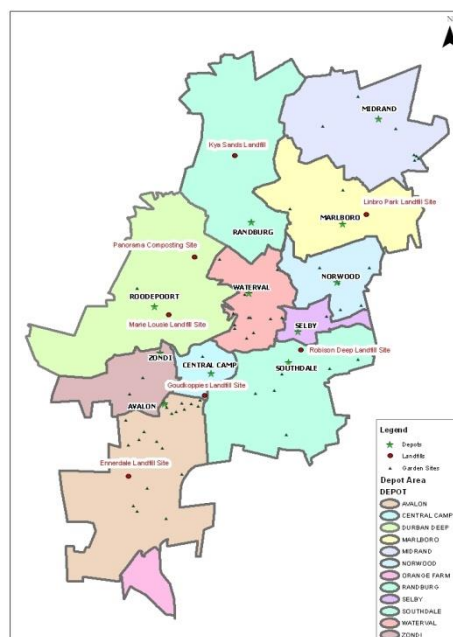 N
MIDRAND
Kya Sands Landfill
Linbro Park Landfill Site
MARLBORO
RANDBURG
Panorama Composting Site
NORWOOD
WATERVAL
ROODEPOORT
Marie Lousie Landfill Site
SELBY
Robison Deep Landfill Site
ZONDI
CENTRAL CAMP
SOUTHDALE
Goudkoppies Landfill Site
AVALON
Ennerdale Landfill Site
Legend
Depots
Landfills
Garden Sites
Depot Area
DEPOT
AVALON
CENTRAL CAMP
DURBAN DEEP
MARLBORO
MIDRAND
NORWOOD
ORANGE FARM
RANDBURG
SELBY
SOUTHDALE
WATERVAL
ZONDI